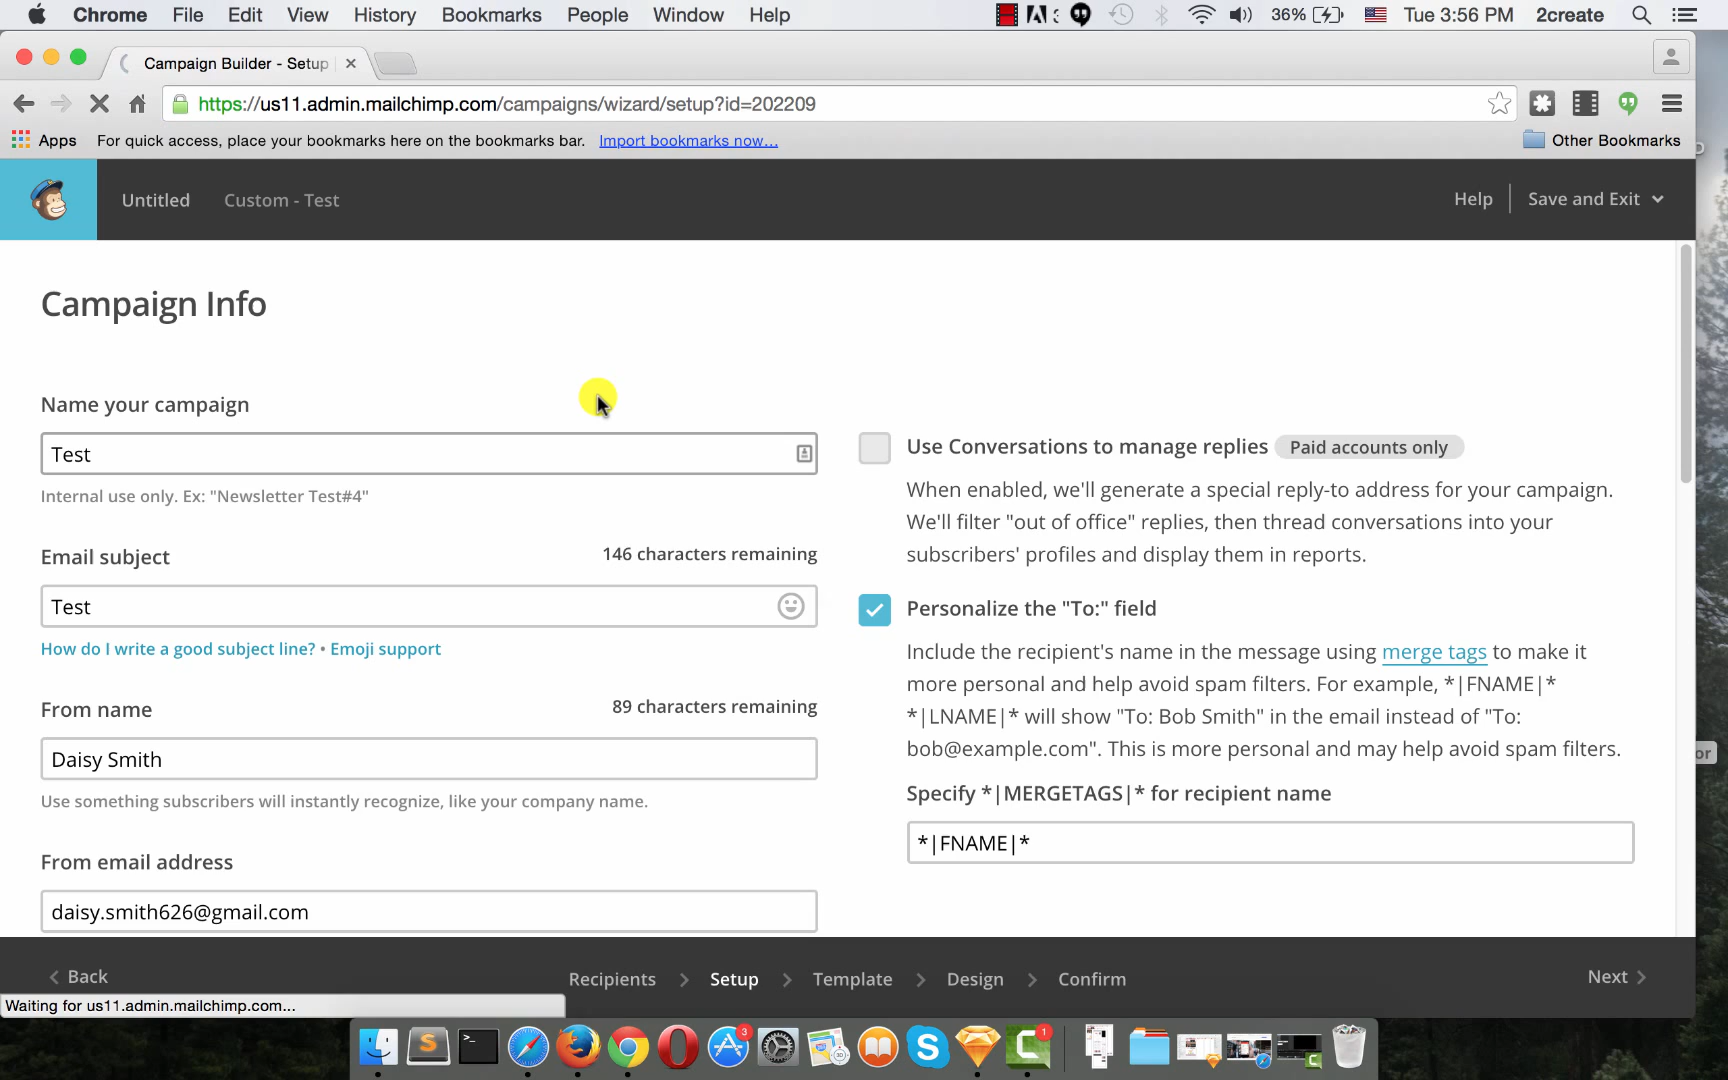 Chrome File Edit View History Bookmarks People Window Help 36% Tue 3:56 PM 2create
Campaign Builder - Setup
https://us11.admin.mailchimp.com/campaigns/wizard/setup?id=202209
Apps For quick access, place your bookmarks here on the bookmarks bar. Import bookmarks now... Other Bookmarks
Untitled Custom - Test Help Save and Exit
Campaign Info
Name your campaign
Test
Internal use only. Ex: "Newsletter Test#4"
Email subject 146 characters remaining
Test
How do I write a good subject line? • Emoji support
From name 89 characters remaining
Daisy Smith
Use something subscribers will instantly recognize, like your company name.
From email address
daisy.smith626@gmail.com
Use Conversations to manage replies Paid accounts only
When enabled, we'll generate a special reply-to address for your campaign.
We'll filter "out of office" replies, then thread conversations into your
subscribers' profiles and display them in reports.
Personalize the "To:" field
Include the recipient's name in the message using merge tags to make it
more personal and help avoid spam filters. For example, *|FNAME|*
*|LNAME|* will show "To: Bob Smith" in the email instead of "To:
bob@example.com". This is more personal and may help avoid spam filters.
Specify *|MERGETAGS|* for recipient name
*|FNAME|*
Back Recipients Setup Template Design Confirm Next
Waiting for us11.admin.mailchimp.com...
3
1